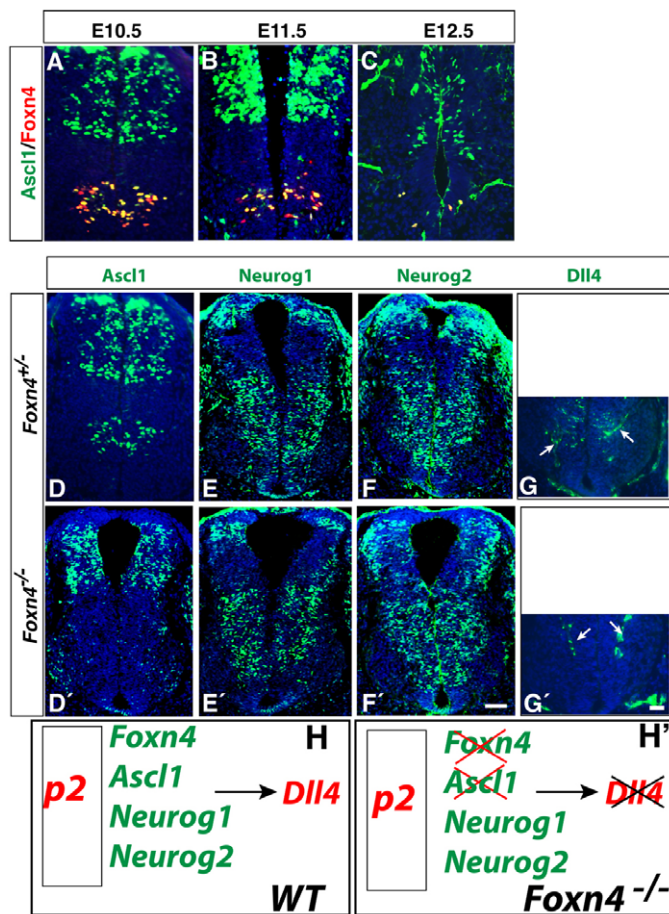 E10.5 E11.5 E12.5
Ascl1/Foxn4
A B C
Ascl1 Neurog1 Neurog2 Dll4
Foxn4+/-
D E F G
Foxn4-/-
D´ E´ F´ G´
H H'
p2
Foxn4
Ascl1
Neurog1
Neurog2
Dll4
WT
p2
Foxn4
Ascl1
Neurog1
Neurog2
Dll4
Foxn4 -/-